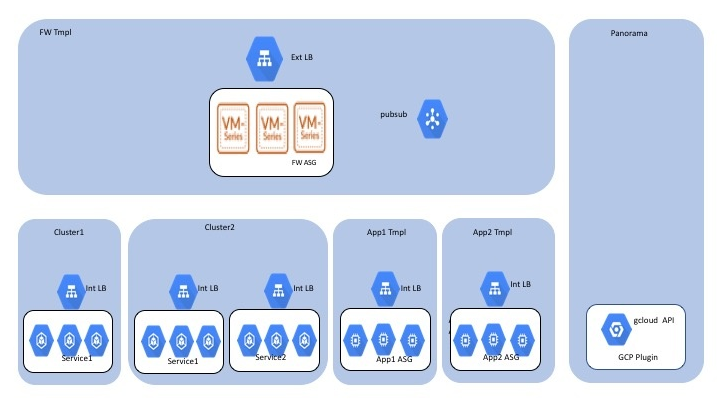 FW Tmpl
Panorama
Ext LB
VM-
Series
VM-
Series
VM-
Series
FW ASG
pubsub
Cluster1
Cluster2
App1 Tmpl
App2 Tmpl
Int LB
Int LB
Int LB
Int LB
Int LB
Service1
Service1
Service2
App1 ASG
App2 ASG
gcloud API
GCP Plugin